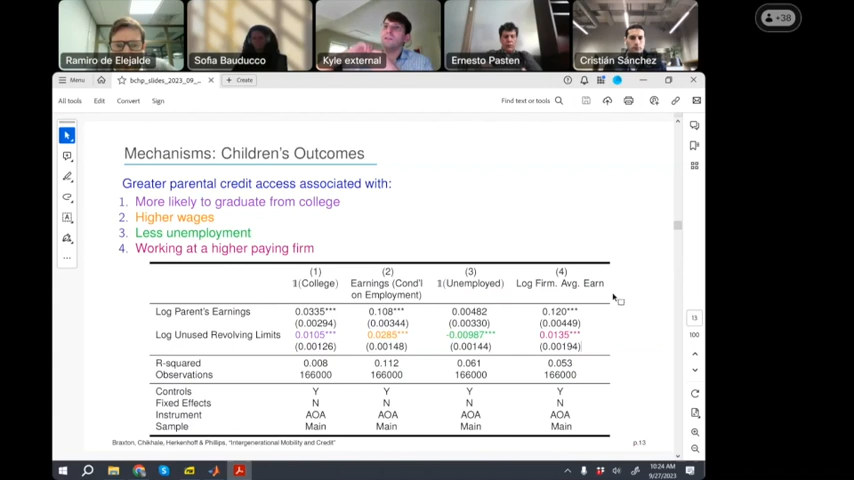 +38
Ramiro de Elejalde
Sofia Bauducco
Kyle external
Ernesto Pasten
Cristián Sánchez
Menu
bchp_slides_2023_09_...
Create
All tools Edit Convert Sign
Find text or tools
Mechanisms: Children's Outcomes
Greater parental credit access associated with:
1. More likely to graduate from college
2. Higher wages
3. Less unemployment
4. Working at a higher paying firm
(1) (2) (3) (4)
𝟙(College) Earnings (Cond'l on Employment) 𝟙(Unemployed) Log Firm. Avg. Earn
Log Parent's Earnings 0.0335*** 0.108*** 0.00482 0.120***
(0.00294) (0.00344) (0.00330) (0.00449)
Log Unused Revolving Limits 0.0105*** 0.0285*** -0.00987*** 0.0135***
(0.00126) (0.00148) (0.00144) (0.00194)
R-squared 0.008 0.112 0.061 0.053
Observations 166000 166000 166000 166000
Controls Y Y Y Y
Fixed Effects N N N N
Instrument AOA AOA AOA AOA
Sample Main Main Main Main
Braxton, Chikhale, Herkenhoff & Phillips, "Intergenerational Mobility and Credit" p.13
13
100
10:24 AM
9/27/2023